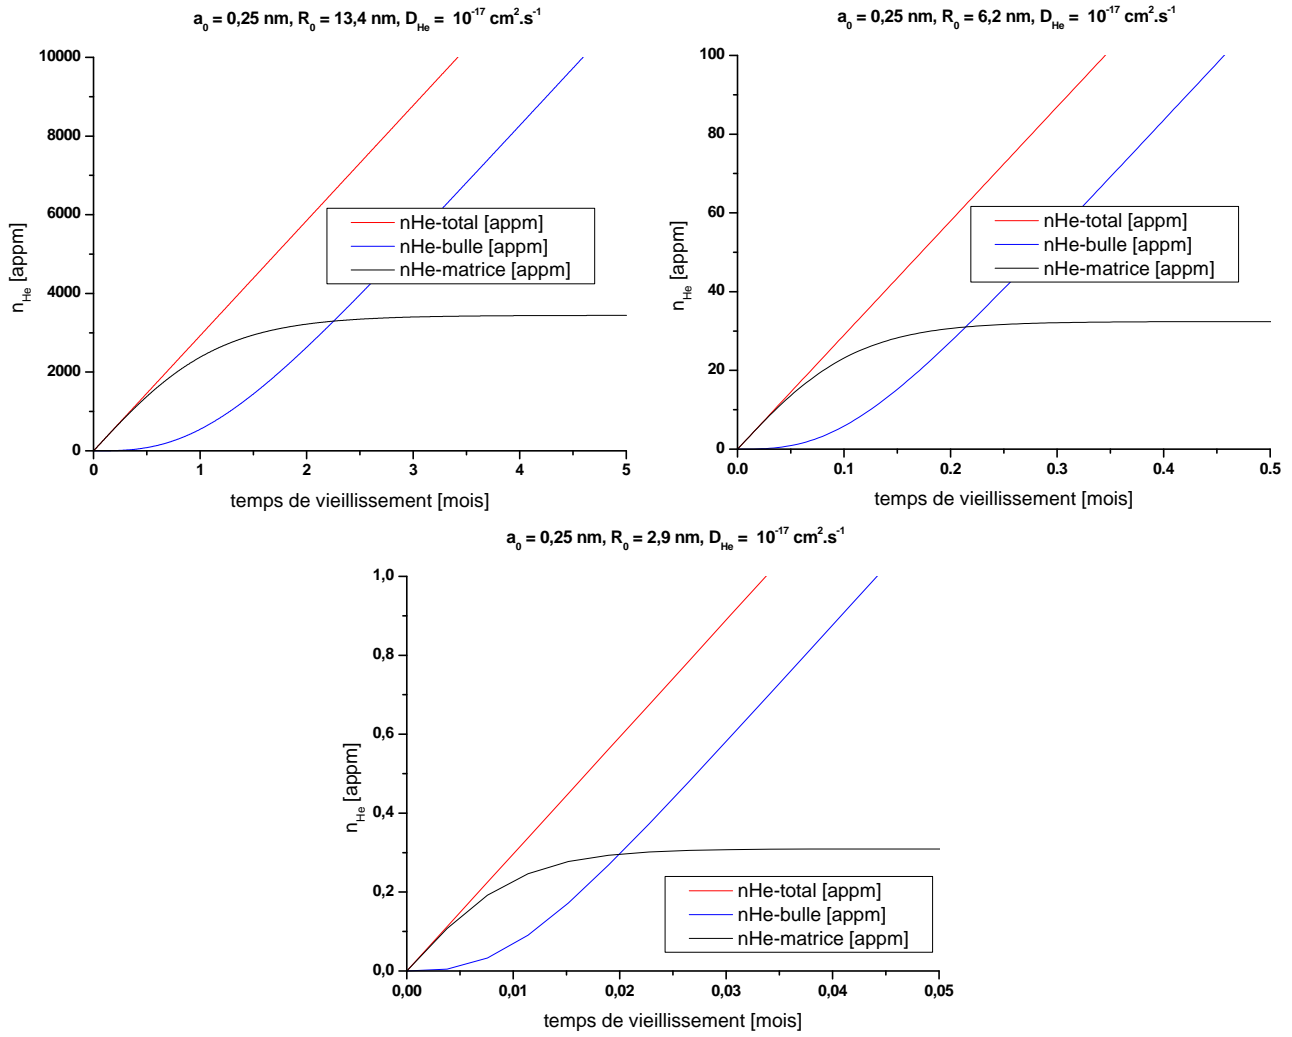 a₀ = 0,25 nm, R₀ = 13,4 nm, D_He = 10⁻¹⁷ cm².s⁻¹
n_He [appm]
10000
8000
6000
4000
2000
0
nHe-total [appm]
nHe-bulle [appm]
nHe-matrice [appm]
0 1 2 3 4 5
temps de vieillissement [mois]
a₀ = 0,25 nm, R₀ = 6,2 nm, D_He = 10⁻¹⁷ cm².s⁻¹
n_He [appm]
100
80
60
40
20
0
nHe-total [appm]
nHe-bulle [appm]
nHe-matrice [appm]
0.0 0.1 0.2 0.3 0.4 0.5
temps de vieillissement [mois]
a₀ = 0,25 nm, R₀ = 2,9 nm, D_He = 10⁻¹⁷ cm².s⁻¹
n_He [appm]
1,0
0,8
0,6
0,4
0,2
0,0
nHe-total [appm]
nHe-bulle [appm]
nHe-matrice [appm]
0,00 0,01 0,02 0,03 0,04 0,05
temps de vieillissement [mois]